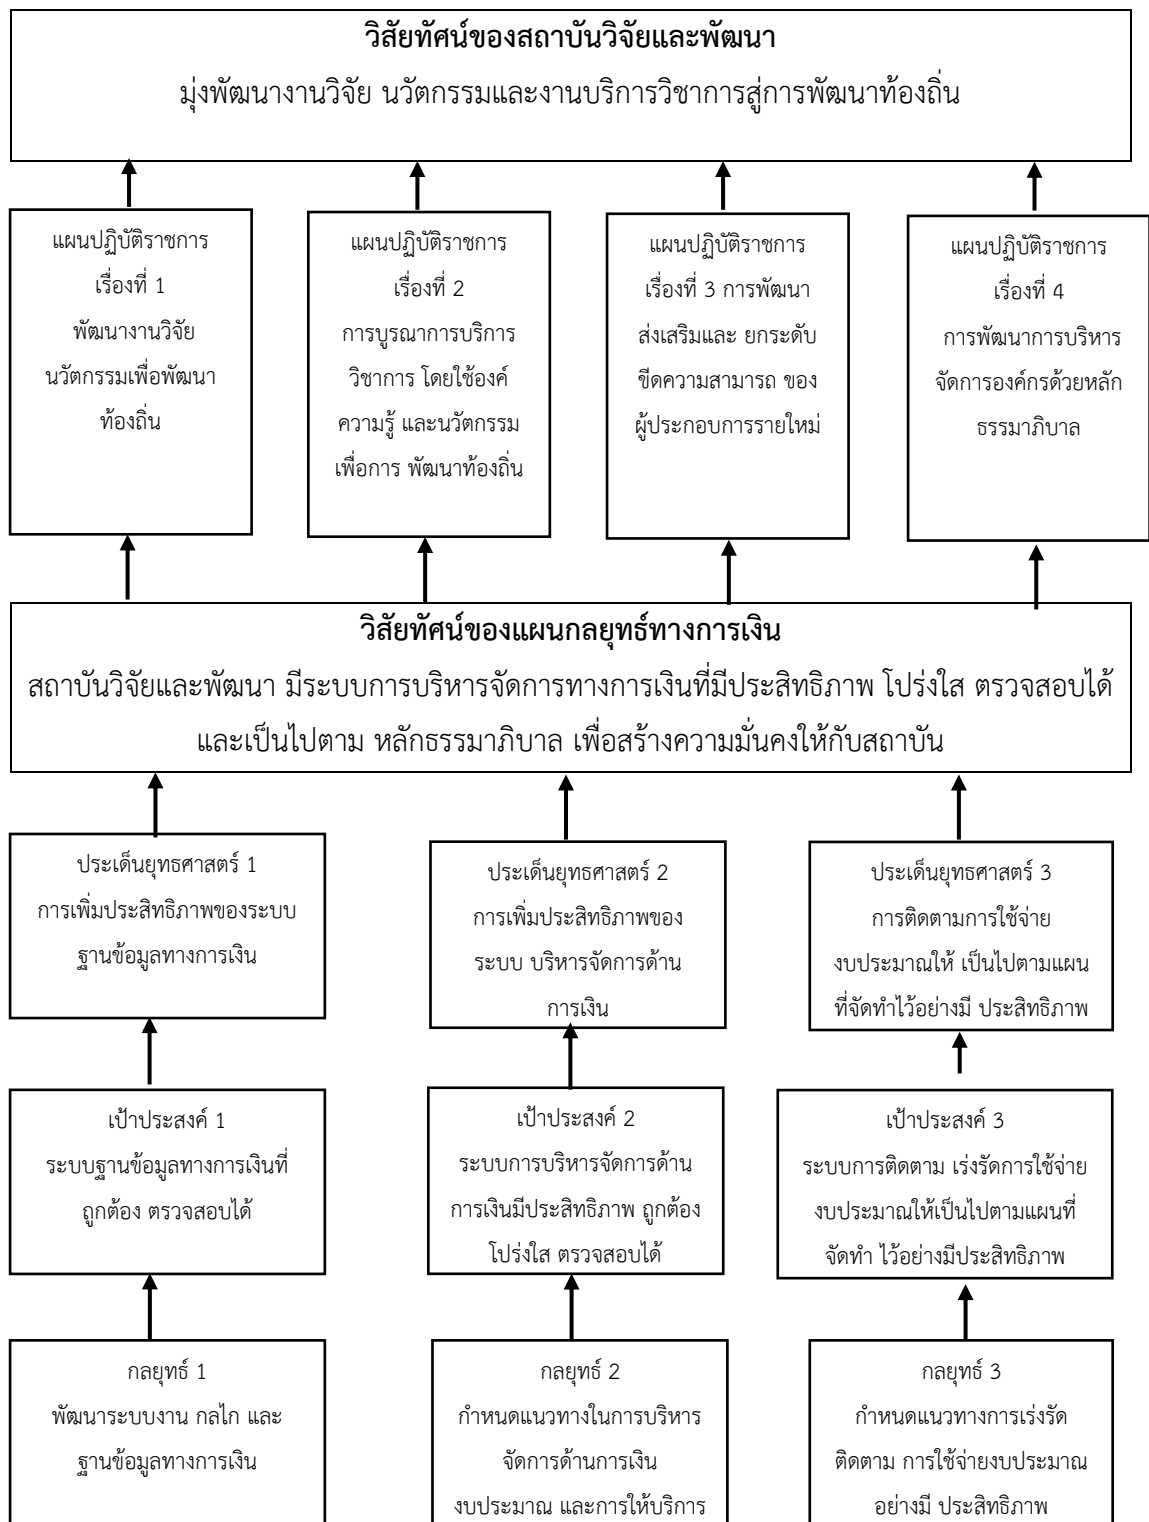 วิสัยทัศน์ของสถาบันวิจัยและพัฒนา
มุ่งพัฒนางานวิจัย นวัตกรรมและงานบริการวิชาการสู่การพัฒนาท้องถิ่น
แผนปฏิบัติราชการ
เรื่องที่ 1
พัฒนางานวิจัย
นวัตกรรมเพื่อพัฒนา
ท้องถิ่น
แผนปฏิบัติราชการ
เรื่องที่ 2
การบูรณาการบริการ
วิชาการ โดยใช้องค์
ความรู้ และนวัตกรรม
เพื่อการ พัฒนาท้องถิ่น
แผนปฏิบัติราชการ
เรื่องที่ 3 การพัฒนา
ส่งเสริมและ ยกระดับ
ขีดความสามารถ ของ
ผู้ประกอบการรายใหม่
แผนปฏิบัติราชการ
เรื่องที่ 4
การพัฒนาการบริหาร
จัดการองค์กรด้วยหลัก
ธรรมาภิบาล
วิสัยทัศน์ของแผนกลยุทธ์ทางการเงิน
สถาบันวิจัยและพัฒนา มีระบบการบริหารจัดการทางการเงินที่มีประสิทธิภาพ โปร่งใส ตรวจสอบได้
และเป็นไปตาม หลักธรรมาภิบาล เพื่อสร้างความมั่นคงให้กับสถาบัน
ประเด็นยุทธศาสตร์ 1
การเพิ่มประสิทธิภาพของระบบ
ฐานข้อมูลทางการเงิน
ประเด็นยุทธศาสตร์ 2
การเพิ่มประสิทธิภาพของ
ระบบ บริหารจัดการด้าน
การเงิน
ประเด็นยุทธศาสตร์ 3
การติดตามการใช้จ่าย
งบประมาณให้ เป็นไปตามแผน
ที่จัดทำไว้อย่างมี ประสิทธิภาพ
เป้าประสงค์ 1
ระบบฐานข้อมูลทางการเงินที่
ถูกต้อง ตรวจสอบได้
เป้าประสงค์ 2
ระบบการบริหารจัดการด้าน
การเงินมีประสิทธิภาพ ถูกต้อง
โปร่งใส ตรวจสอบได้
เป้าประสงค์ 3
ระบบการติดตาม เร่งรัดการใช้จ่าย
งบประมาณให้เป็นไปตามแผนที่
จัดทำ ไว้อย่างมีประสิทธิภาพ
กลยุทธ์ 1
พัฒนาระบบงาน กลไก และ
ฐานข้อมูลทางการเงิน
กลยุทธ์ 2
กำหนดแนวทางในการบริหาร
จัดการด้านการเงิน
งบประมาณ และการให้บริการ
กลยุทธ์ 3
กำหนดแนวทางการเร่งรัด
ติดตาม การใช้จ่ายงบประมาณ
อย่างมี ประสิทธิภาพ